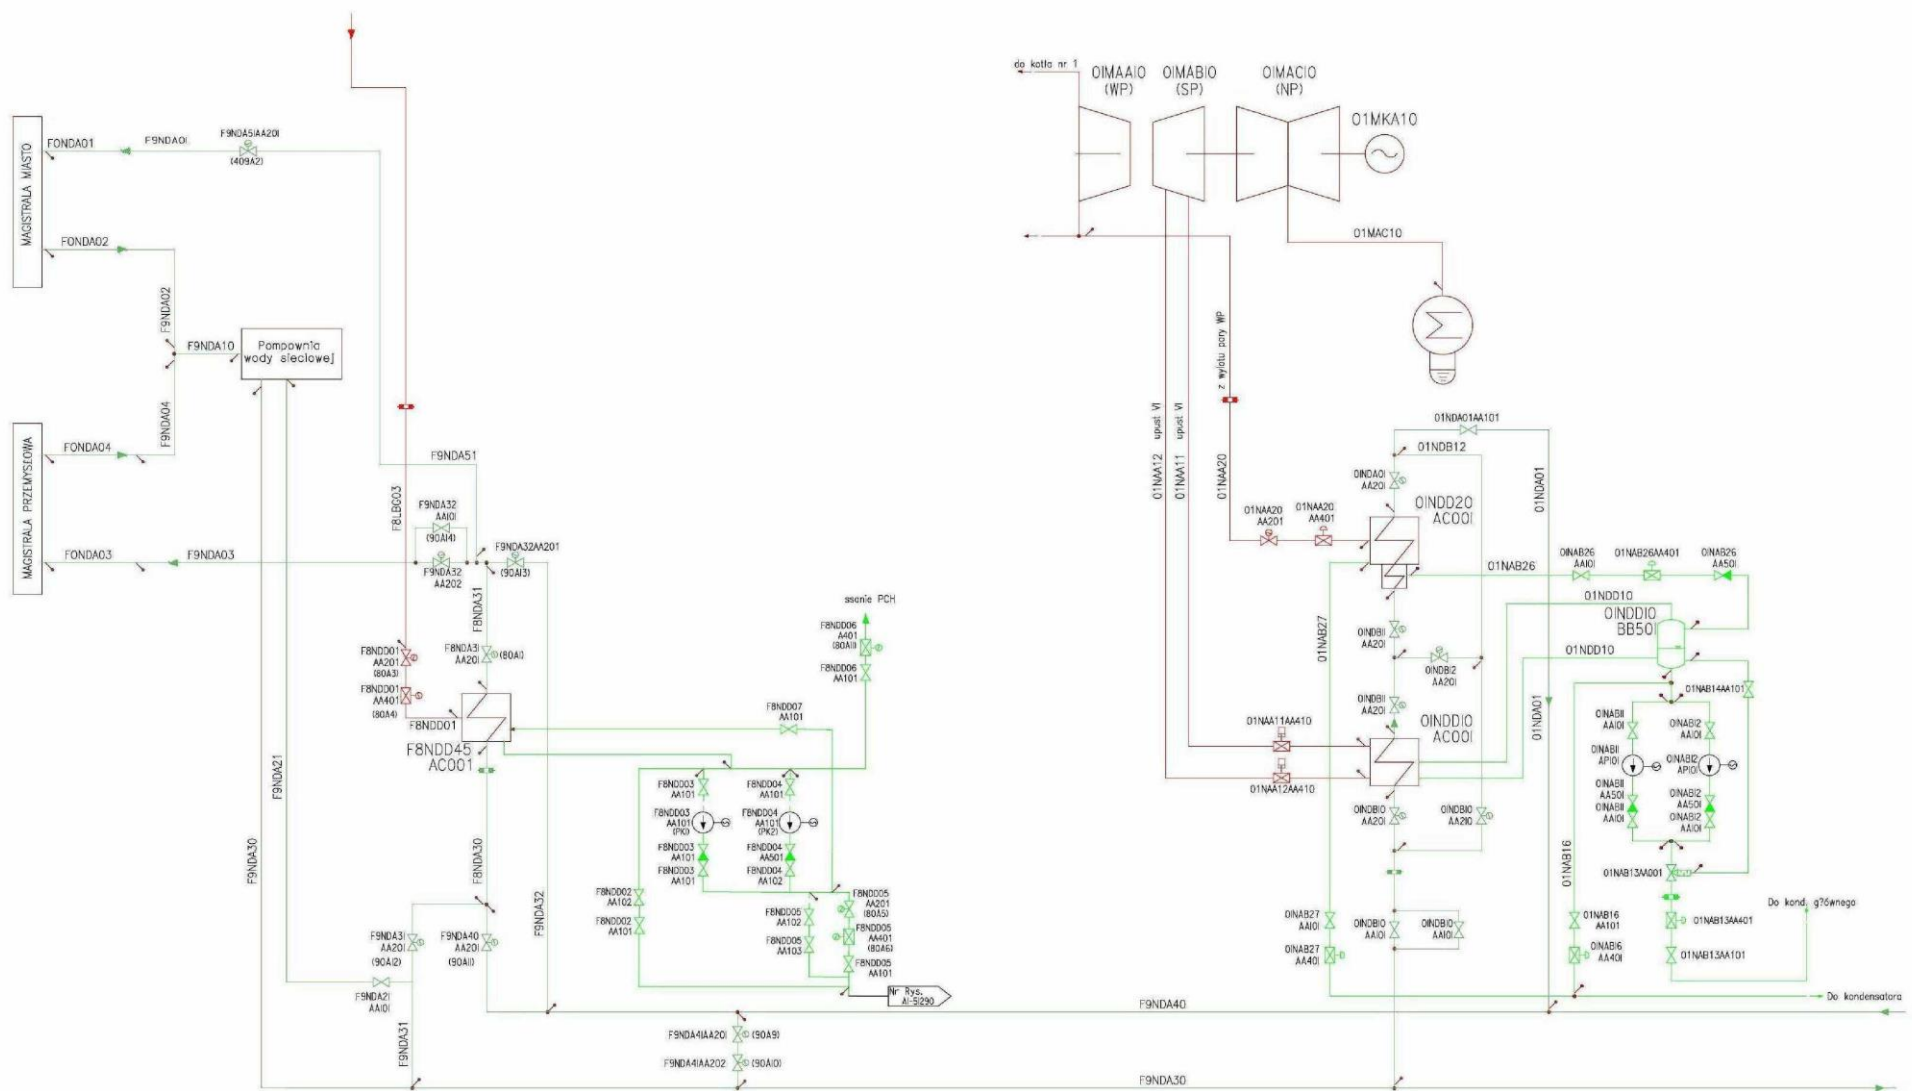 MAGISTRALA MIASTO
FONDA01
F9NDA01
F9NDA51AA201
(409A2)
FONDA02
F9NDA02
F9NDA10
Pompownia
wody sieciowej
F9NDA04
MAGISTRALA PRZEMYSŁOWA
FONDA04
FONDA03
F9NDA03
F9NDA51
F8LBG03
F9NDA32
AA101
(90A14)
F9NDA32
AA202
F9NDA32AA201
(90A13)
F8NDA31
F8NDA31
AA201
(80A1)
F8NDD01
AA201
(80A3)
F8NDD01
AA401
(80A4)
F8NDD01
F8NDD45
AC001
F9NDA21
F9NDA30
F8NDA30
F9NDA32
F9NDA31
AA201
(90A12)
F9NDA40
AA201
(90A11)
F9NDA21
AA101
F9NDA31
ssanie PCH
F8NDD06
A401
(80A11)
F8NDD06
AA101
F8NDD07
AA101
F8NDD03
AA101
F8NDD04
AA101
F8NDD03
AA101
(PK1)
F8NDD04
AA101
(PK2)
F8NDD03
AA101
F8NDD04
AA501
F8NDD03
AA101
F8NDD04
AA102
F8NDD02
AA102
F8NDD02
AA101
F8NDD05
AA102
F8NDD05
AA103
F8NDD05
AA201
(80A5)
F8NDD05
AA401
(80A6)
F8NDD05
AA101
Nr Rys.
A1-51290
F9NDA41AA201
(90A9)
F9NDA41AA202
(90A10)
F9NDA40
F9NDA30
do kotła nr 1
01MAA10
(WP)
01MAB10
(SP)
01MAC10
(NP)
01MKA10
01MAC10
01NAA12
upust VI
01NAA11
upust VI
01NAA20
z wylotu pary WP
01NAA20
AA201
01NAA20
AA401
01NDA01AA101
01NDB12
01NDA01
AA201
01NDD20
AC001
01NDA01
01NAB26
01NAB26
AA101
01NAB26AA401
01NAB26
AA501
01NDD10
01NDD10
BB501
01NDD10
01NAB27
01NDB11
AA201
01NDB12
AA201
01NDB11
AA201
01NDD10
AC001
01NAA11AA410
01NAA12AA410
01NDB10
AA201
01NDB10
AA210
01NDA01
01NAB14AA101
01NAB11
AA101
01NAB12
AA101
01NAB11
AP101
01NAB12
AP101
01NAB11
AA501
01NAB12
AA501
01NAB11
AA101
01NAB12
AA101
01NAB16
01NAB13AA001
01NDB10
AA101
01NDB10
AA101
01NAB27
AA101
01NAB27
AA401
01NAB16
AA101
01NAB16
AA401
01NAB13AA401
01NAB13AA101
Do kond. g?ównego
Do kondensatora